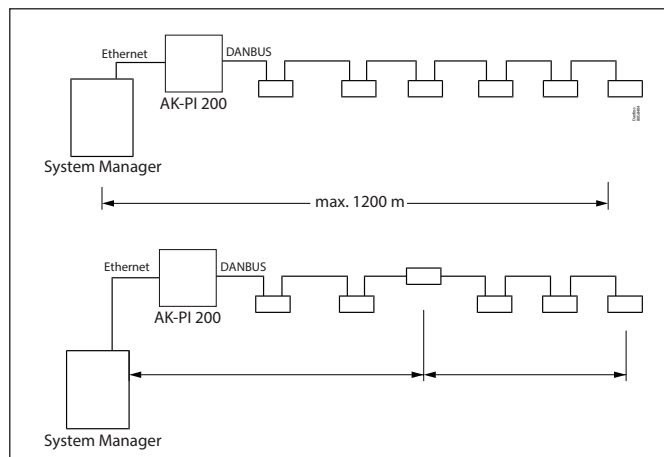 Ethernet
DANBUS
AK-PI 200
System Manager
max. 1200 m
Ethernet
DANBUS
AK-PI 200
System Manager